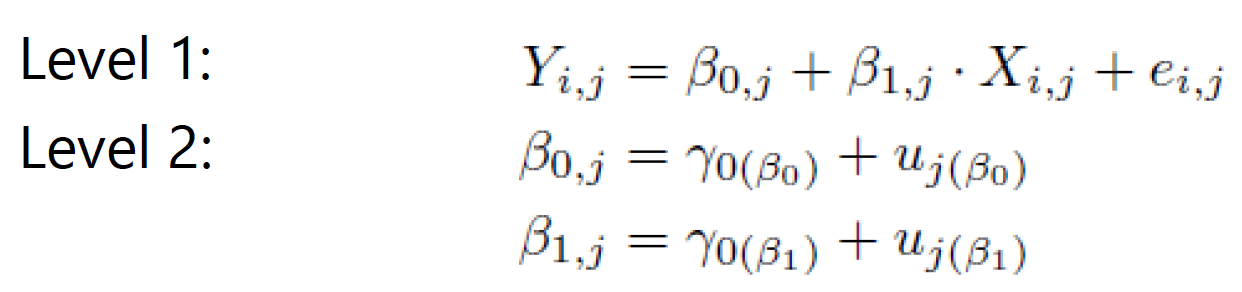 Level 1: Y_{i,j} = β_{0,j} + β_{1,j} · X_{i,j} + e_{i,j}
Level 2: β_{0,j} = γ_{0(β_0)} + u_{j(β_0)}
β_{1,j} = γ_{0(β_1)} + u_{j(β_1)}